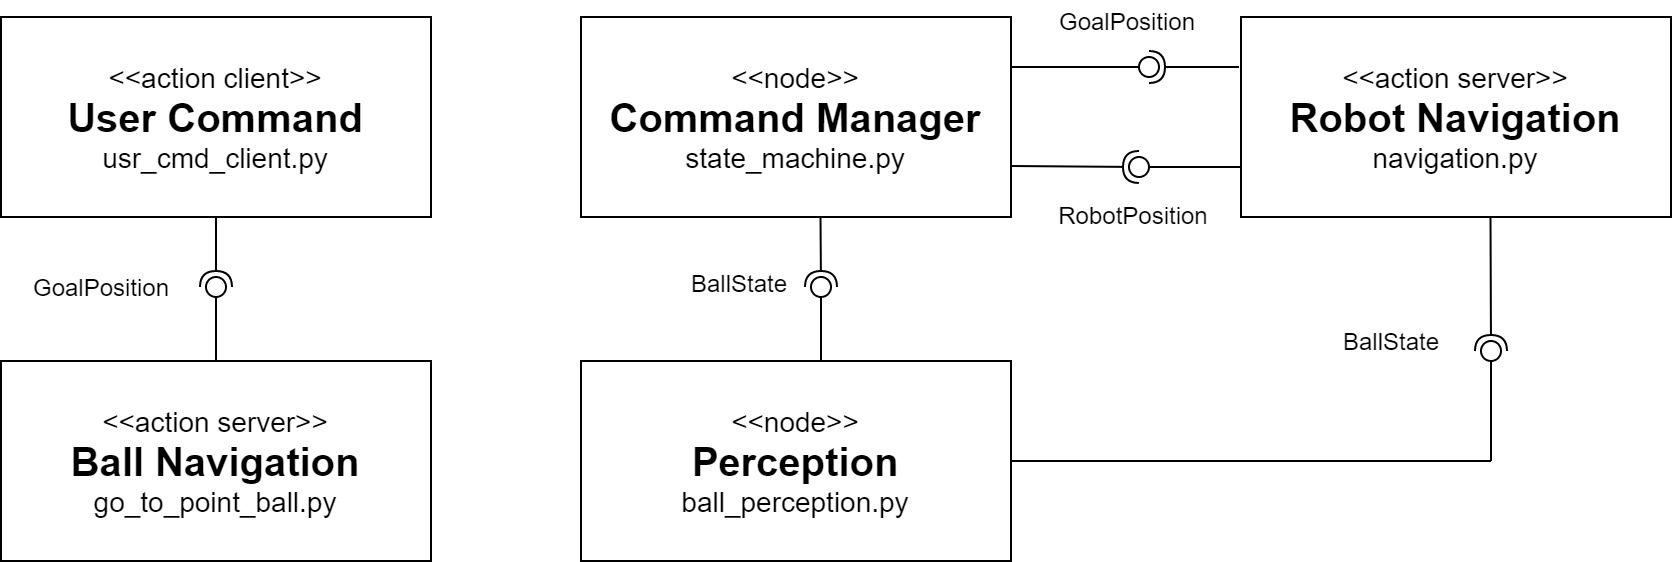 <<action client>>
User Command
usr_cmd_client.py
<<node>>
Command Manager
state_machine.py
GoalPosition
RobotPosition
<<action server>>
Robot Navigation
navigation.py
GoalPosition
BallState
BallState
<<action server>>
Ball Navigation
go_to_point_ball.py
<<node>>
Perception
ball_perception.py